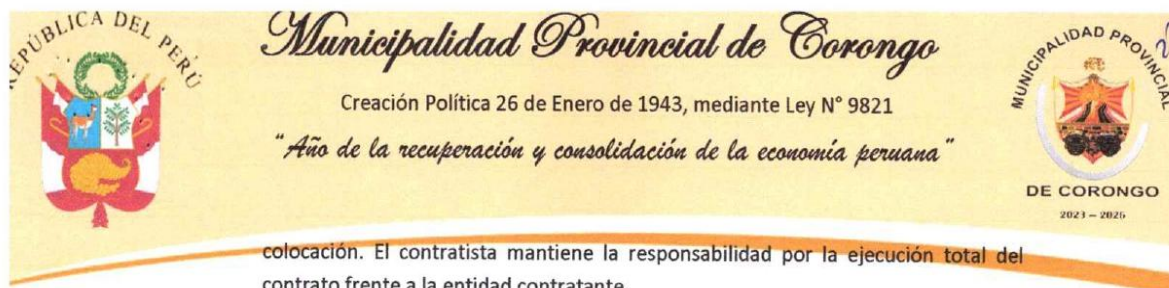 REPÚBLICA DEL PERÚ
Municipalidad Provincial de Corongo
Creación Política 26 de Enero de 1943, mediante Ley N° 9821
"Año de la recuperación y consolidación de la economía peruana"
MUNICIPALIDAD PROVINCIAL
DE CORONGO
2023 – 2026
colocación. El contratista mantiene la responsabilidad por la ejecución total del
contrato frente a la entidad contratante